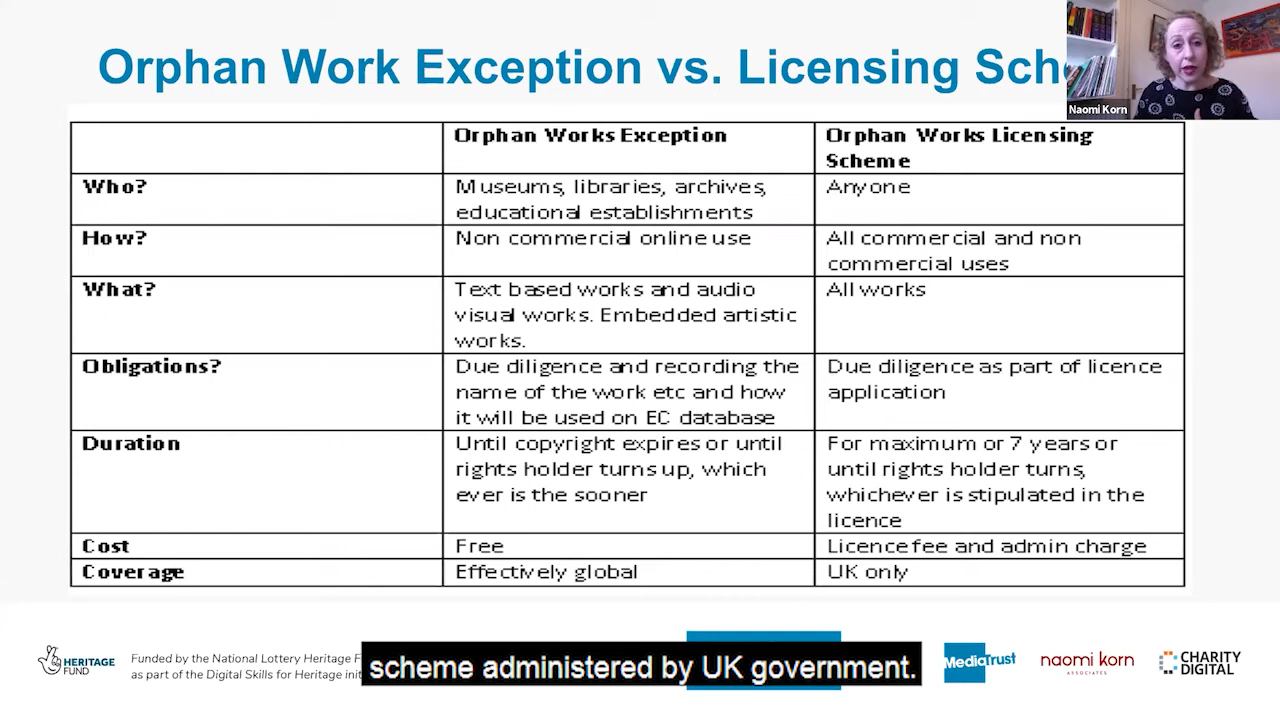 Orphan Work Exception vs. Licensing Sch
Naomi Korn
Orphan Works Exception
Orphan Works Licensing
Scheme
Who?
Museums, libraries, archives,
educational establishments
Anyone
How?
Non commercial online use
All commercial and non
commercial uses
What?
Text based works and audio
visual works. Embedded artistic
works.
All works
Obligations?
Due diligence and recording the
name of the work etc and how
it will be used on EC database
Due diligence as part of licence
application
Duration
Until copyright expires or until
rights holder turns up, which
ever is the sooner
For maximum or 7 years or
until rights holder turns,
whichever is stipulated in the
licence
Cost
Free
Licence fee and admin charge
Coverage
Effectively global
UK only
HERITAGE
FUND
Funded by the National Lottery Heritage F
as part of the Digital Skills for Heritage init
scheme administered by UK government.
MediaTrust
naomi korn
ASSOCIATES
CHARITY
DIGITAL